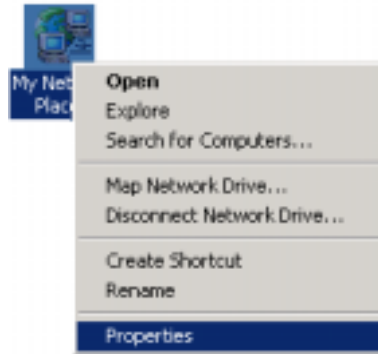 My Net
Plac
Open
Explore
Search for Computers...
Map Network Drive...
Disconnect Network Drive...
Create Shortcut
Rename
Properties